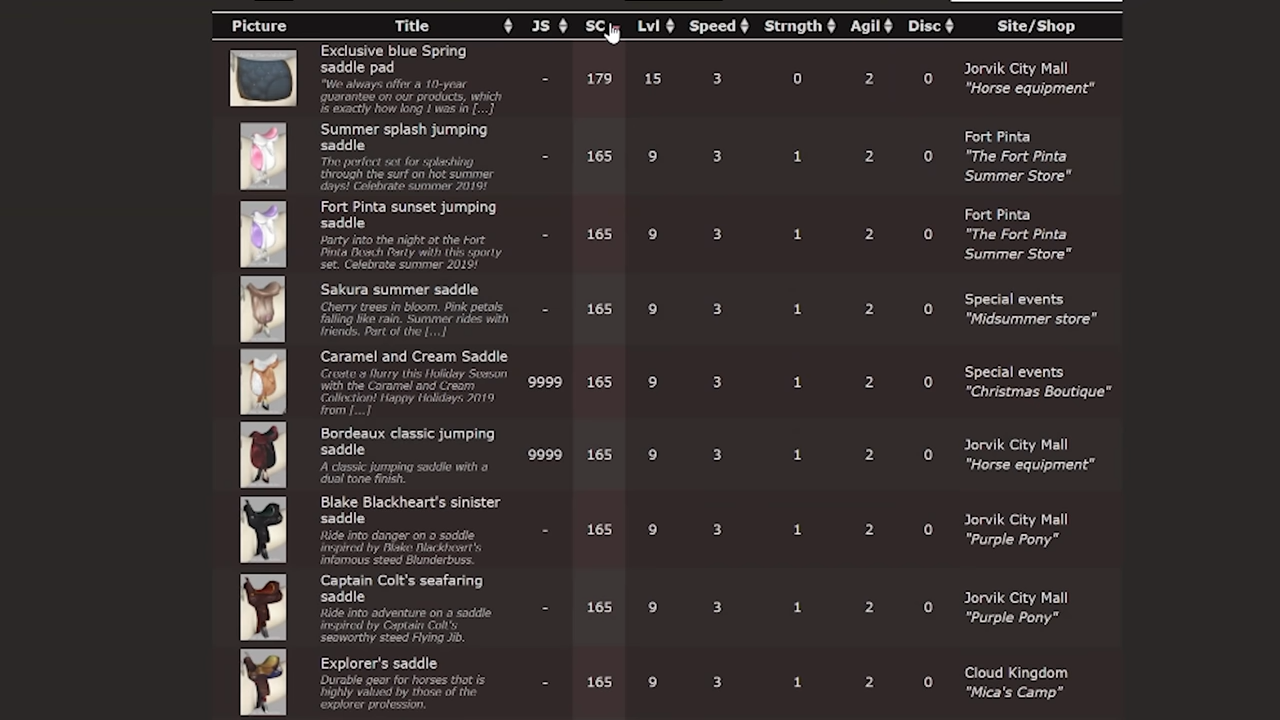 Picture Title JS SC Lvl Speed Strngth Agil Disc Site/Shop
Exclusive blue Spring
saddle pad
"We always offer a 10-year
guarantee on our products, which
is exactly how long I was in [...]
- 179 15 3 0 2 0
Jorvik City Mall
"Horse equipment"
Summer splash jumping
saddle
The perfect set for splashing
through the surf on hot summer
days! Celebrate summer 2019!
- 165 9 3 1 2 0
Fort Pinta
"The Fort Pinta
Summer Store"
Fort Pinta sunset jumping
saddle
Party into the night at the Fort
Pinta Beach Party with this sporty
set. Celebrate summer 2019!
- 165 9 3 1 2 0
Fort Pinta
"The Fort Pinta
Summer Store"
Sakura summer saddle
Cherry trees in bloom. Pink petals
falling like rain. Summer rides with
friends. Part of the [...]
- 165 9 3 1 2 0
Special events
"Midsummer store"
Caramel and Cream Saddle
Create a flurry this Holiday Season
with the Caramel and Cream
Collection! Happy Holidays 2019
from [...]
9999 165 9 3 1 2 0
Special events
"Christmas Boutique"
Bordeaux classic jumping
saddle
A classic jumping saddle with a
dual tone finish.
9999 165 9 3 1 2 0
Jorvik City Mall
"Horse equipment"
Blake Blackheart's sinister
saddle
Ride into danger on a saddle
inspired by Blake Blackheart's
infamous steed Blunderbuss.
- 165 9 3 1 2 0
Jorvik City Mall
"Purple Pony"
Captain Colt's seafaring
saddle
Ride into adventure on a saddle
inspired by Captain Colt's
seaworthy steed Flying Jib.
- 165 9 3 1 2 0
Jorvik City Mall
"Purple Pony"
Explorer's saddle
Durable gear for horses that is
highly valued by those of the
explorer profession.
- 165 9 3 1 2 0
Cloud Kingdom
"Mica's Camp"